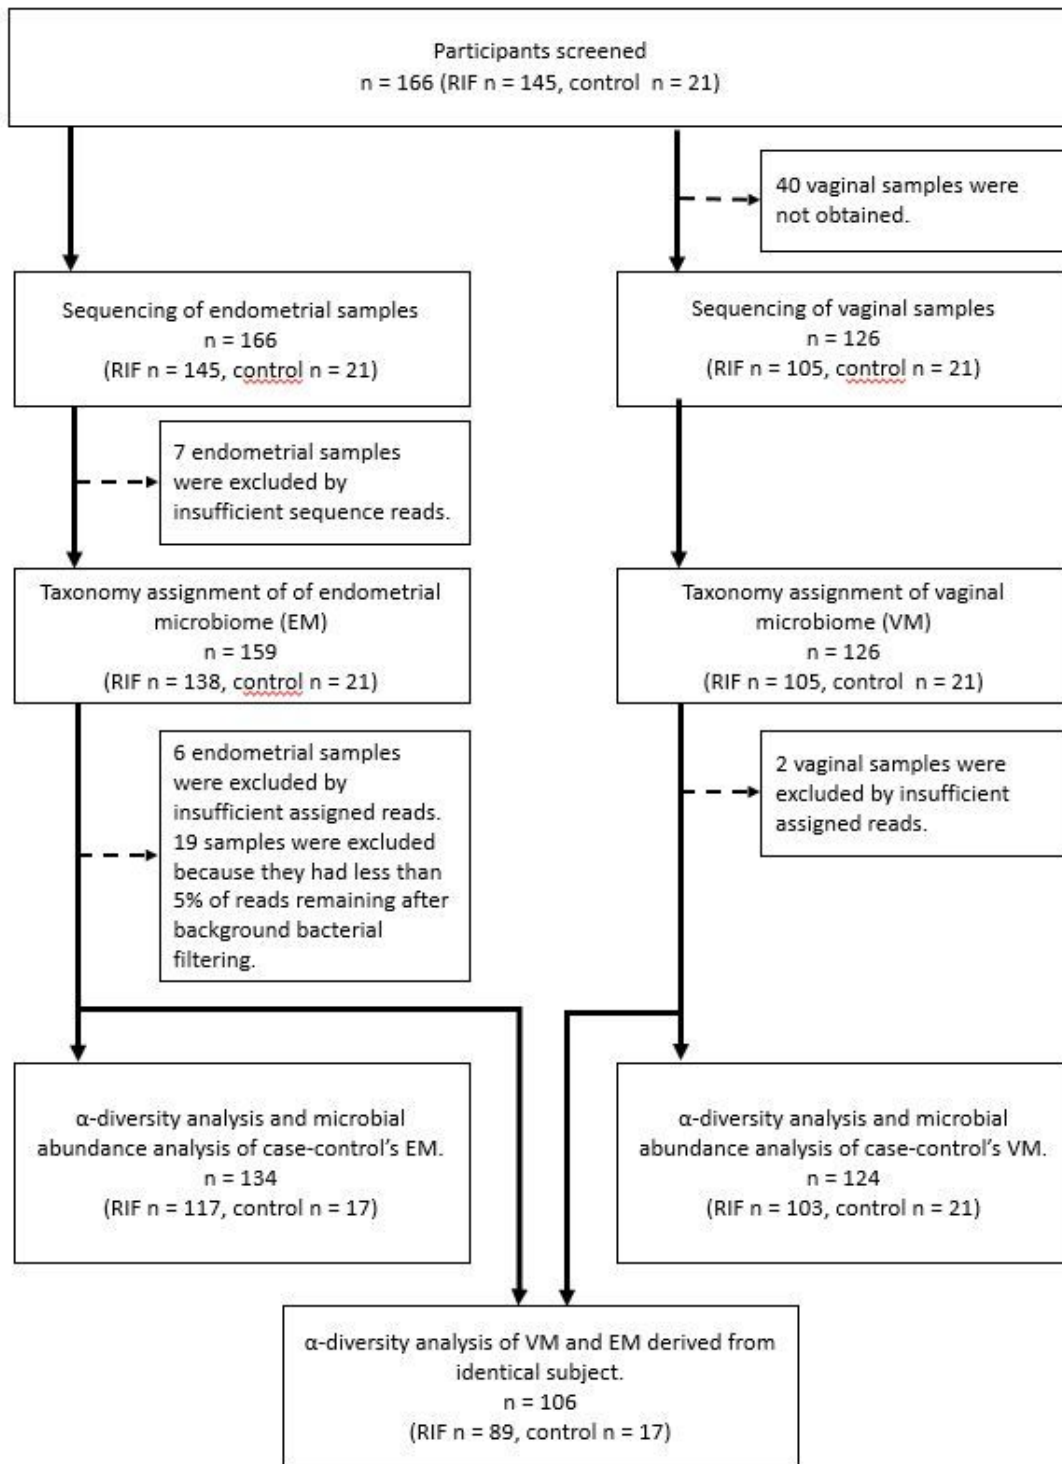 Participants screened
n = 166 (RIF n = 145, control  n = 21)
40 vaginal samples were
not obtained.
Sequencing of endometrial samples
n = 166
(RIF n = 145, control n = 21)
Sequencing of vaginal samples
n = 126
(RIF n = 105, control n = 21)
7 endometrial samples
were excluded by
insufficient sequence reads.
Taxonomy assignment of of endometrial
microbiome (EM)
n = 159
(RIF n = 138, control n = 21)
Taxonomy assignment of vaginal
microbiome (VM)
n = 126
(RIF n = 105, control  n = 21)
6 endometrial samples
were excluded by
insufficient assigned reads.
19 samples were excluded
because they had less than
5% of reads remaining after
background bacterial
filtering.
2 vaginal samples were
excluded by insufficient
assigned reads.
α-diversity analysis and microbial
abundance analysis of case-control’s EM.
n = 134
(RIF n = 117, control n = 17)
α-diversity analysis and microbial
abundance analysis of case-control’s VM.
n = 124
(RIF n = 103, control n = 21)
α-diversity analysis of VM and EM derived from
identical subject.
n = 106
(RIF n = 89, control n = 17)